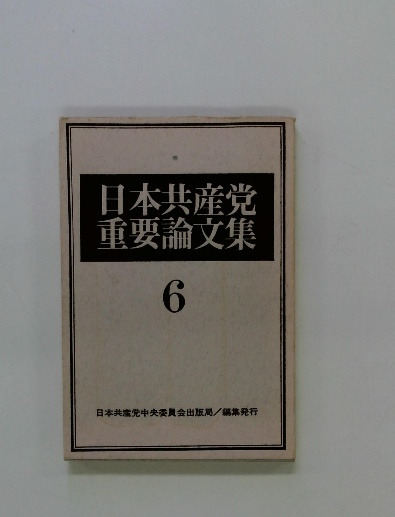 日本共産党
重要論文集
6
日本共産党中央委員会出版局／編集発行